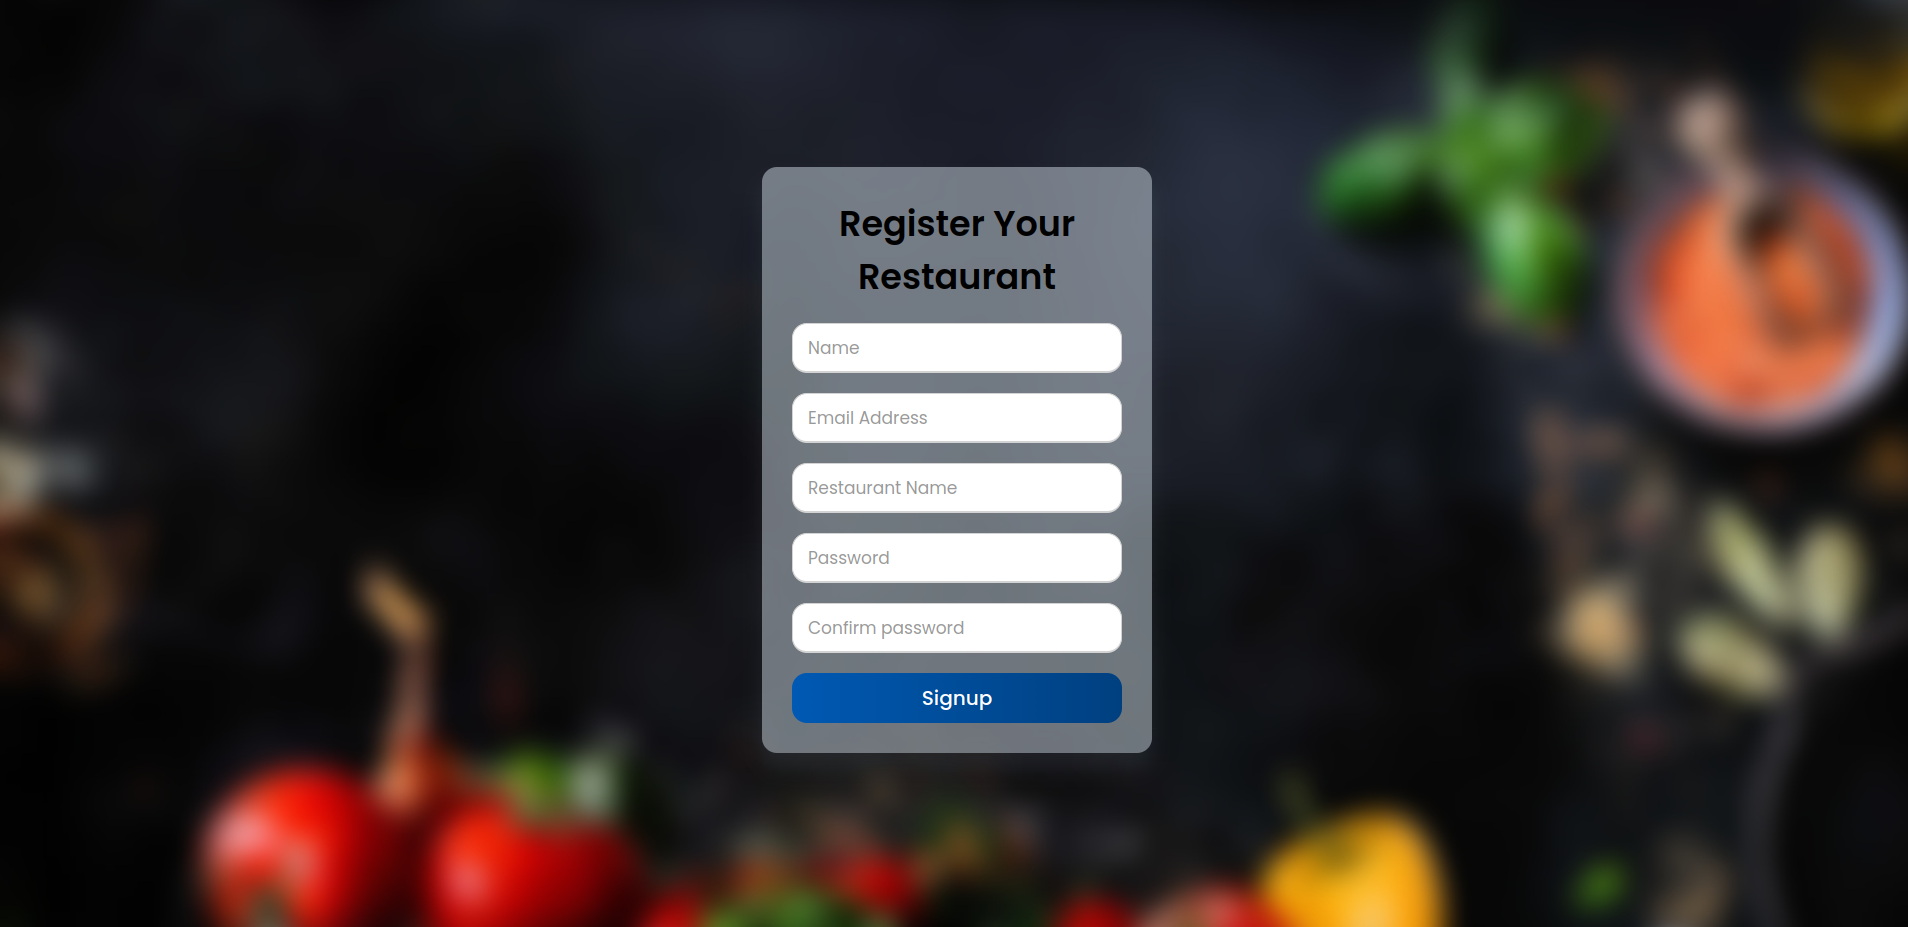 Register Your
Restaurant
Name
Email Address
Restaurant Name
Password
Confirm password
Signup